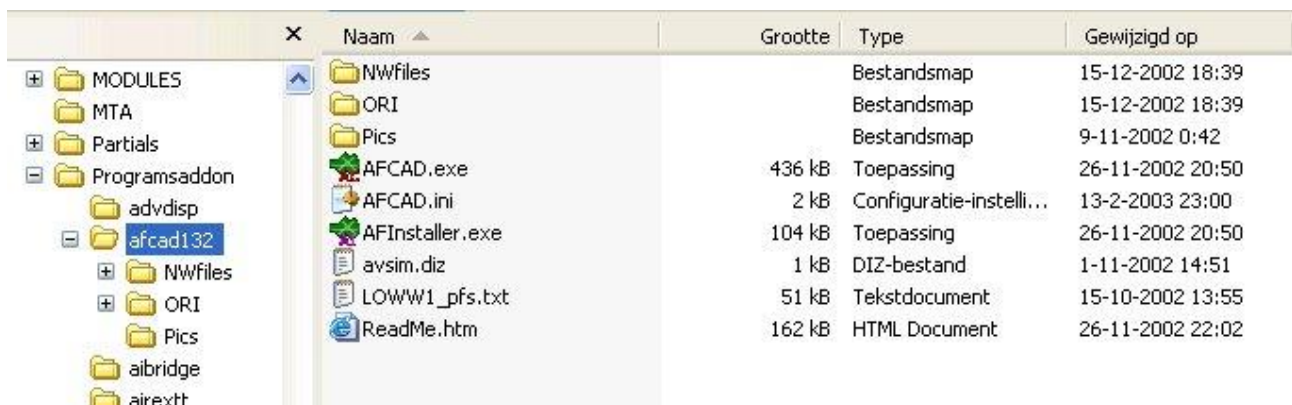 Naam Grootte Type Gewijzigd op
MODULES
MTA
Partials
Programsaddon
advdisp
afcad132
NWfiles
ORI
Pics
aibridge
airextt
NWfiles Bestandsmap 15-12-2002 18:39
ORI Bestandsmap 15-12-2002 18:39
Pics Bestandsmap 9-11-2002 0:42
AFCAD.exe 436 kB Toepassing 26-11-2002 20:50
AFCAD.ini 2 kB Configuratie-instelli... 13-2-2003 23:00
AFInstaller.exe 104 kB Toepassing 26-11-2002 20:50
avsim.diz 1 kB DIZ-bestand 1-11-2002 14:51
LOWW1_pfs.txt 51 kB Tekstdocument 15-10-2002 13:55
ReadMe.htm 162 kB HTML Document 26-11-2002 22:02